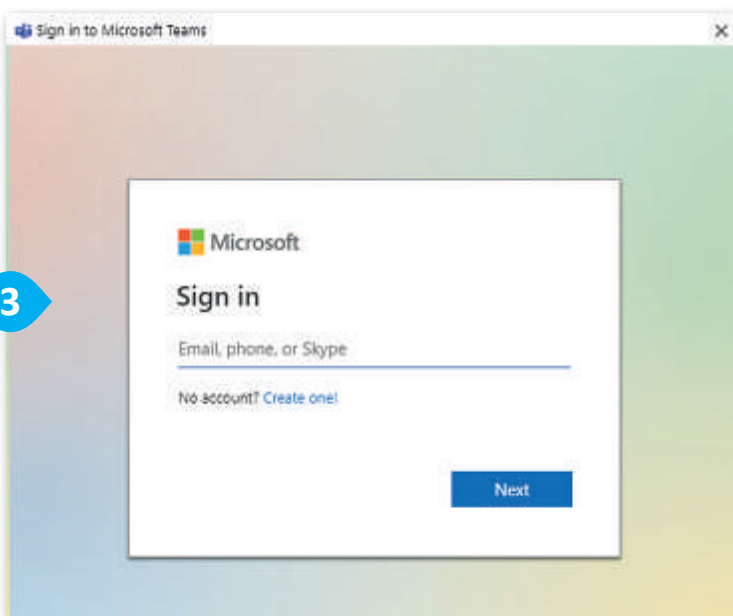 Sign in to Microsoft Teams
Microsoft
Sign in
3
Email, phone, or Skype
No account? Create one!
Next